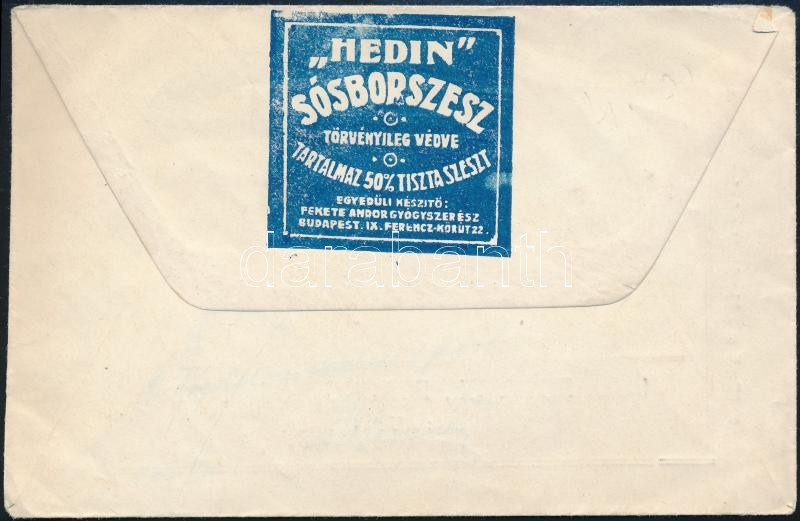 „HEDIN”
SÓSBORSZESZ
TÖRVÉNYILEG VÉDVE
TARTALMAZ 50% TISZTA SZESZT
EGYEDÜLI KÉSZITŐ:
FEKETE ANDOR GYÓGYSZERÉSZ
BUDAPEST. IX. FERENCZ-KÖRÚT 22.
darabanth